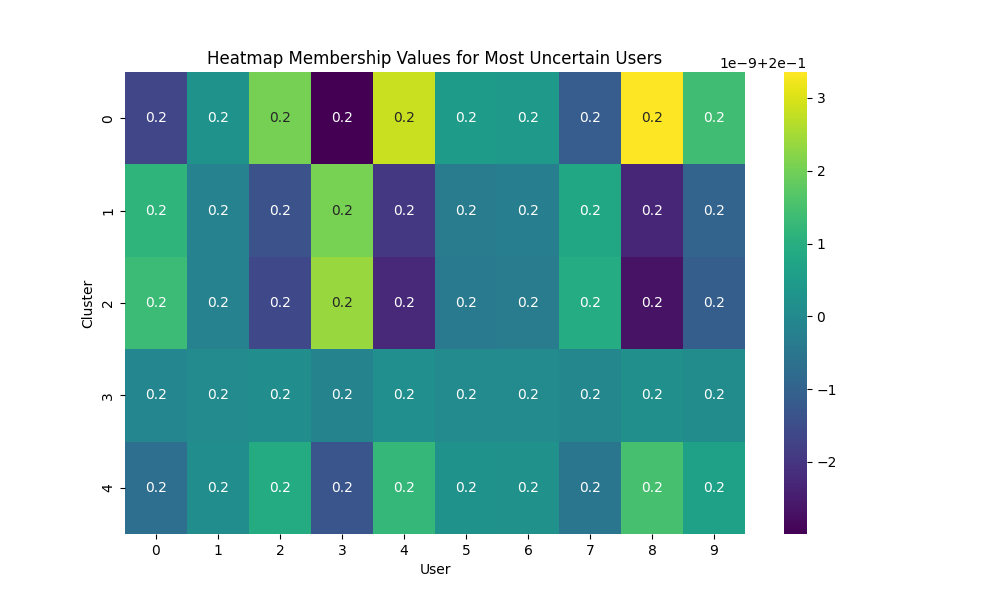 Heatmap Membership Values for Most Uncertain Users
1e−9+2e−1
0 0.2 0.2 0.2 0.2 0.2 0.2 0.2 0.2 0.2 0.2
1 0.2 0.2 0.2 0.2 0.2 0.2 0.2 0.2 0.2 0.2
2 0.2 0.2 0.2 0.2 0.2 0.2 0.2 0.2 0.2 0.2
3 0.2 0.2 0.2 0.2 0.2 0.2 0.2 0.2 0.2 0.2
4 0.2 0.2 0.2 0.2 0.2 0.2 0.2 0.2 0.2 0.2
Cluster
0 1 2 3 4 5 6 7 8 9
User
3
2
1
0
−1
−2